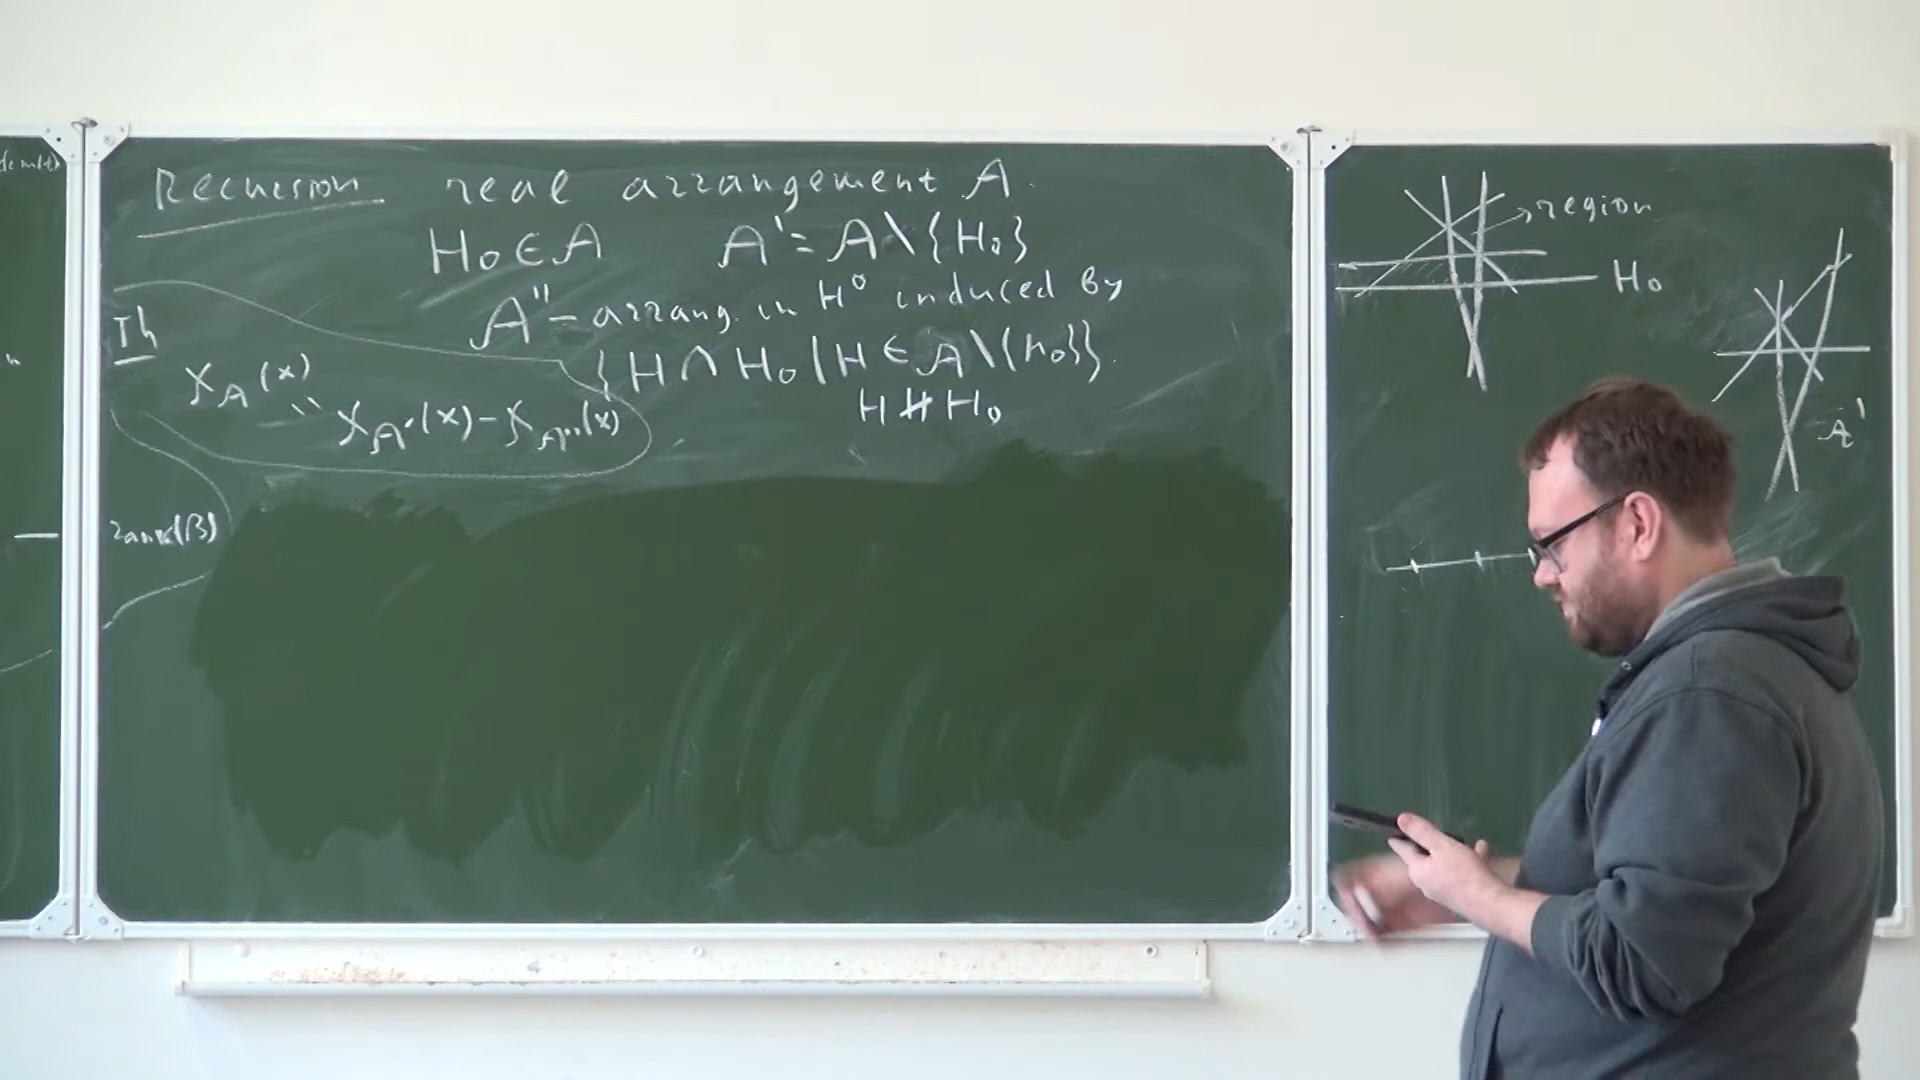 Recursion real arrangement A.
H₀ ∈ A A' = A \ {H₀}
A'' – arrang. in H⁰ induced by
{H ∩ H₀ | H ∈ A \ {H₀}}.
H ∦ H₀
Th
χ_A(x)
= χ_A'(x) – χ_A''(x)
rank(B)
region
H₀
A'